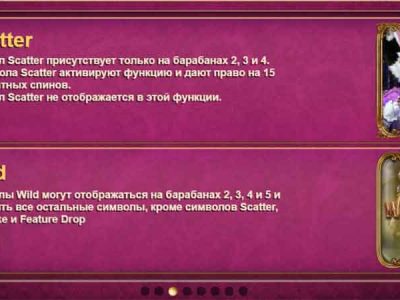 tter
л Scatter присутствует только на барабанах 2, 3 и 4.
ола Scatter активируют функцию и дают право на 15
атных спинов.
л Scatter не отображается в этой функции.
d
лы Wild могут отображаться на барабанах 2, 3, 4 и 5 и
ть все остальные символы, кроме символов Scatter,
ке и Feature Drop